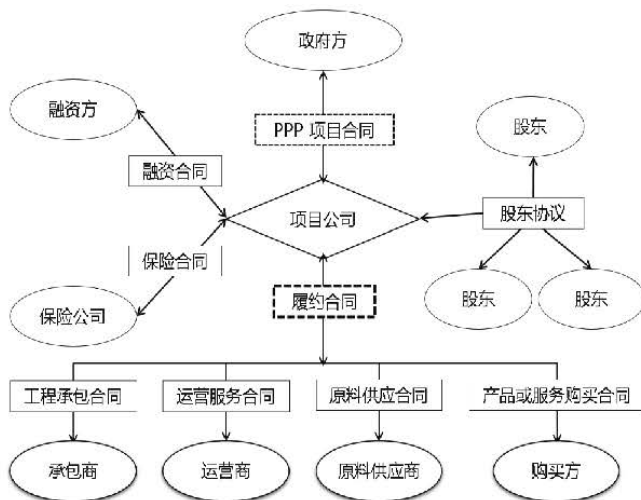 政府方
融资方
PPP 项目合同
股东
融资合同
项目公司
股东协议
保险合同
履约合同
股东
股东
保险公司
工程承包合同
运营服务合同
原料供应合同
产品或服务购买合同
承包商
运营商
原料供应商
购买方